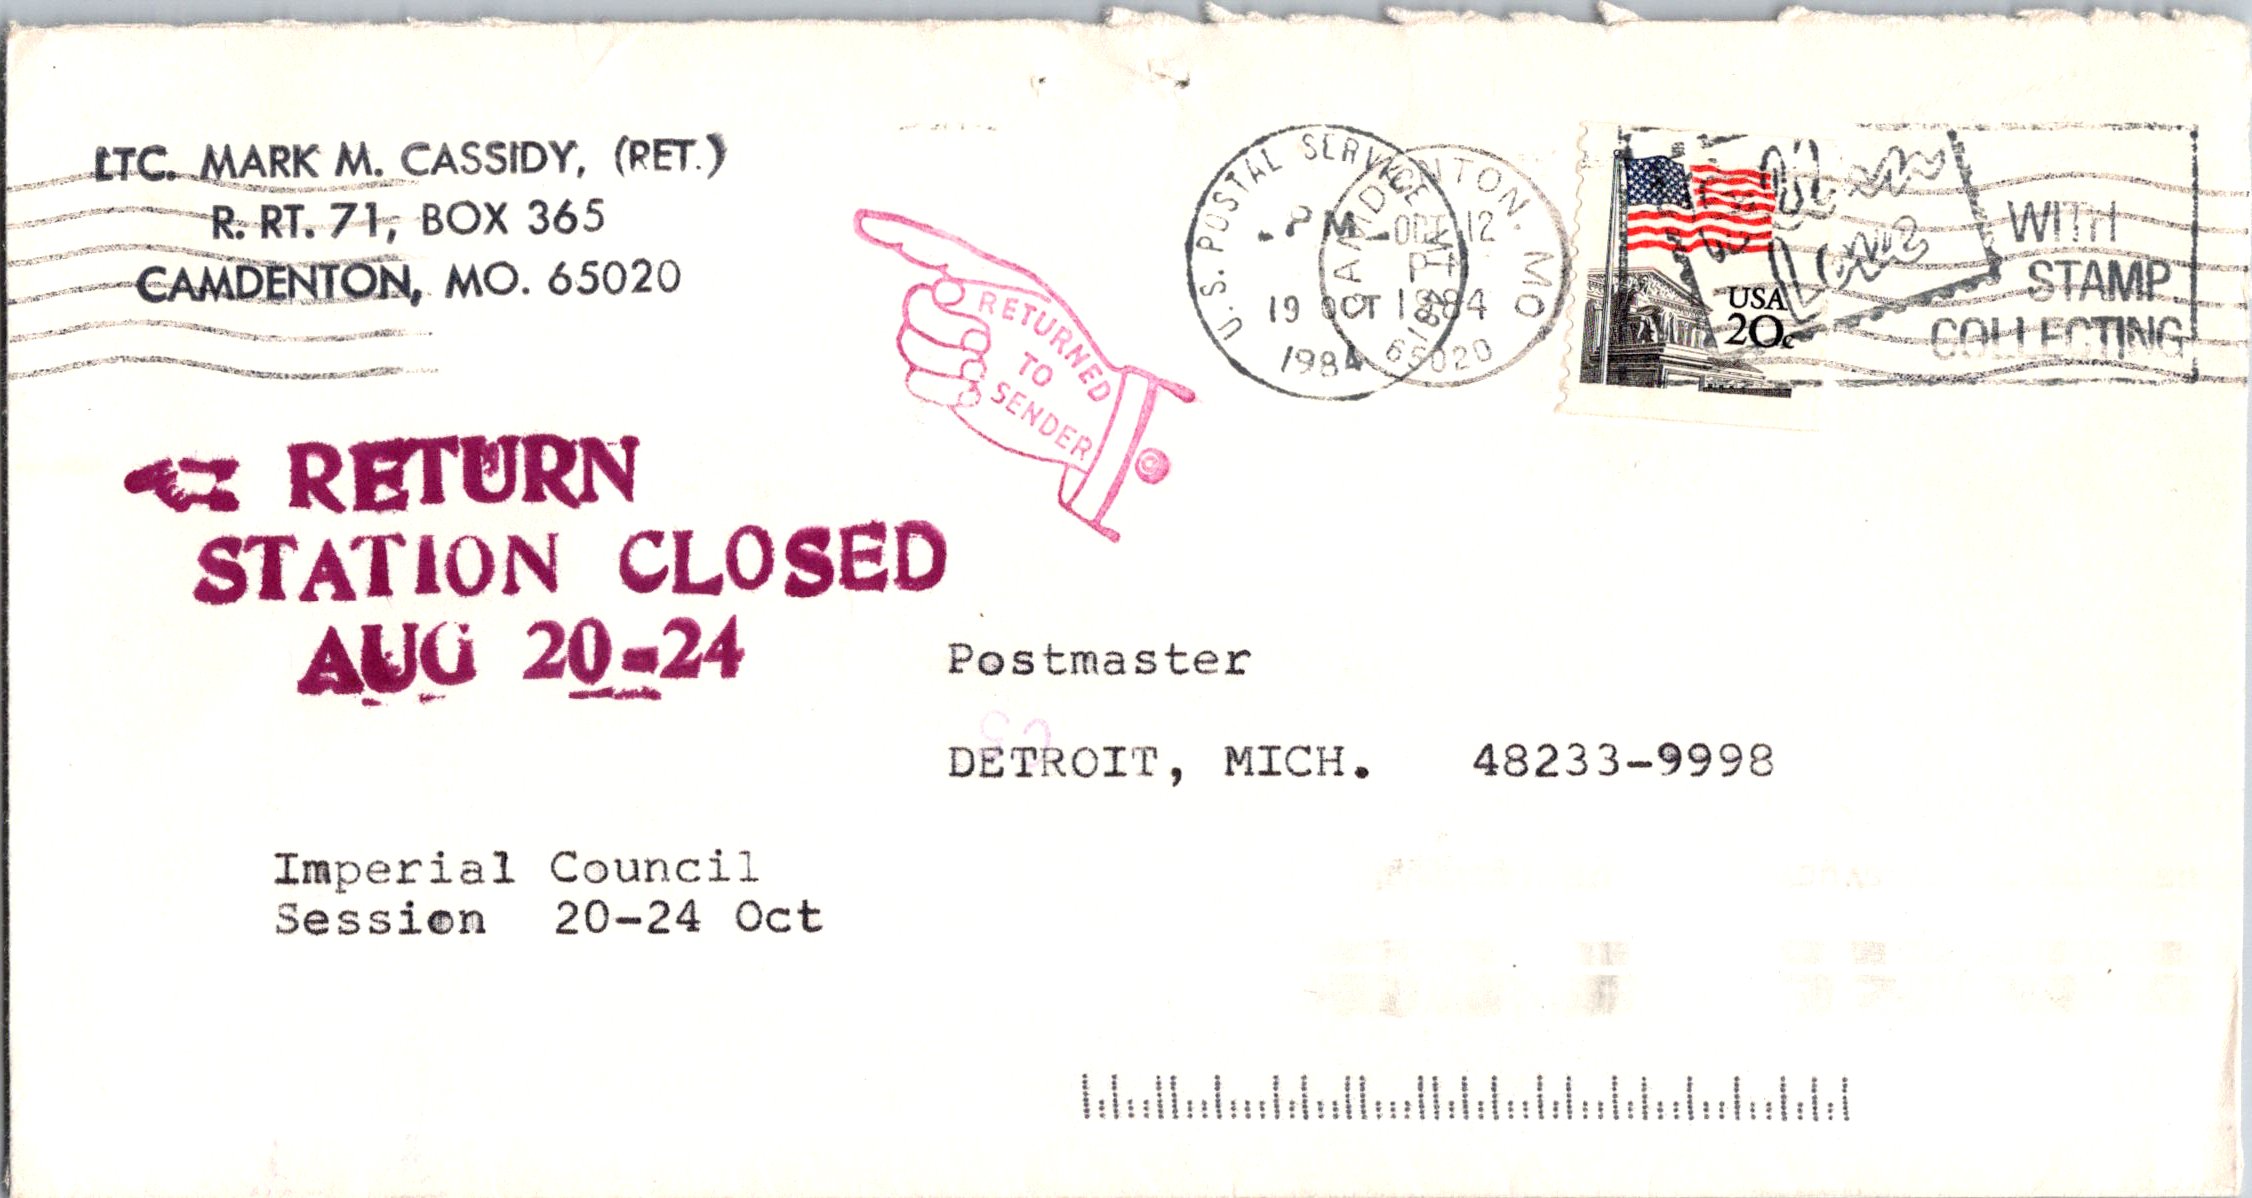 LTC. MARK M. CASSIDY, (RET.)
R. RT. 71, BOX 365
CAMDENTON, MO. 65020
RETURNED
TO
SENDER
U.S. POSTAL SERVICE
PM
19 OCT
1984
CAMDENTON, MO
OCT 12
PM
1984
65020
USA
20c
WITH
STAMP
COLLECTING
RETURN
STATION CLOSED
AUG 20-24
Postmaster
DETROIT, MICH. 48233-9998
Imperial Council
Session 20-24 Oct